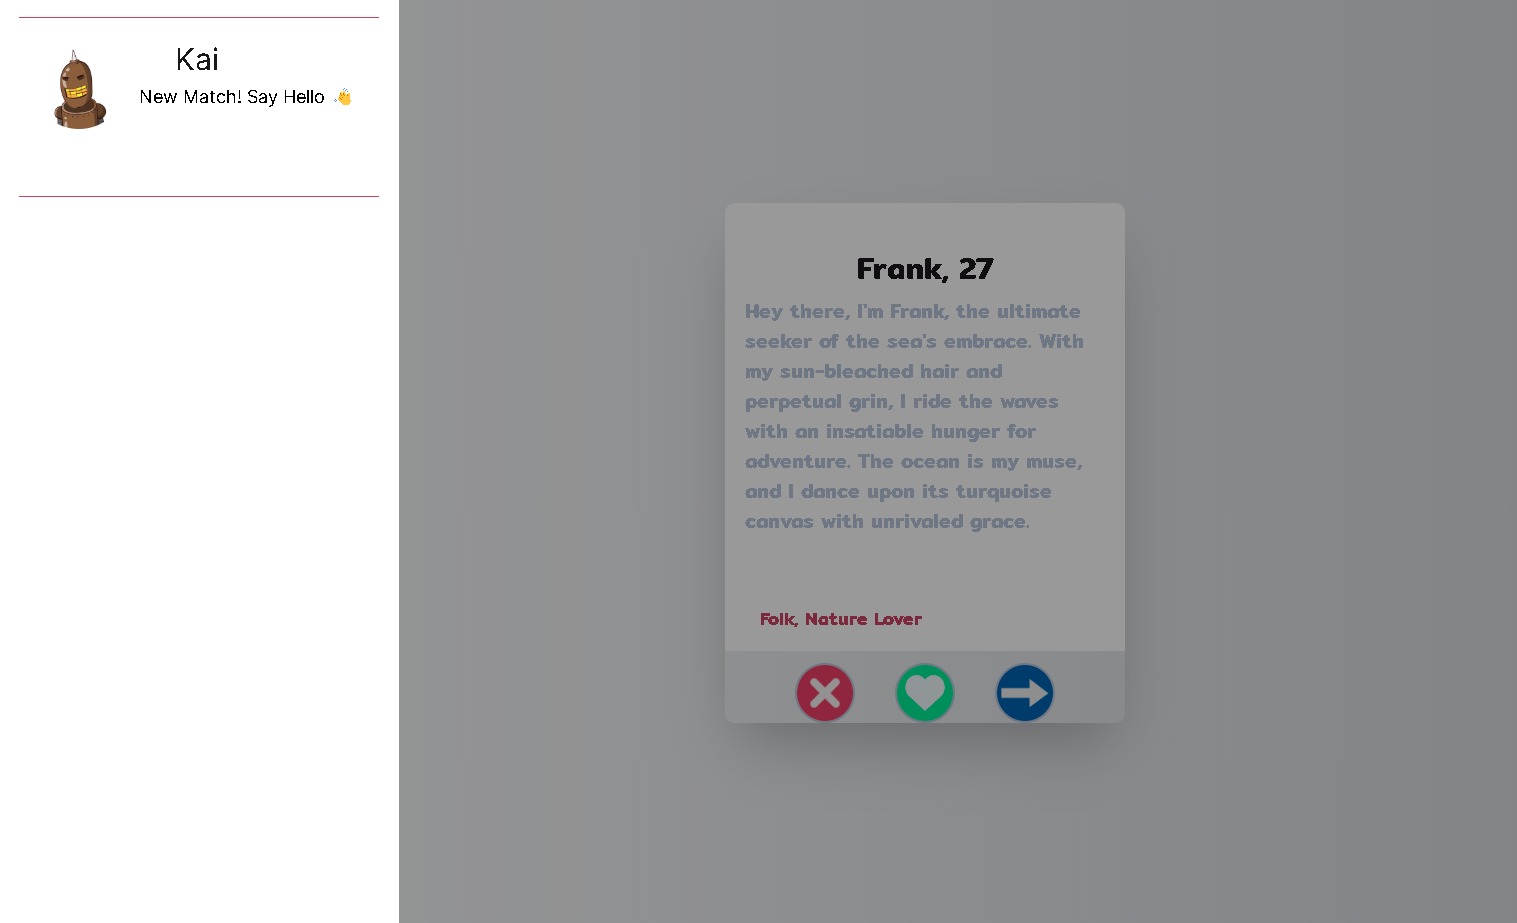 Kai
New Match! Say Hello 👋
Frank, 27
Hey there, I'm Frank, the ultimate
seeker of the sea's embrace. With
my sun-bleached hair and
perpetual grin, I ride the waves
with an insatiable hunger for
adventure. The ocean is my muse,
and I dance upon its turquoise
canvas with unrivaled grace.
Folk, Nature Lover